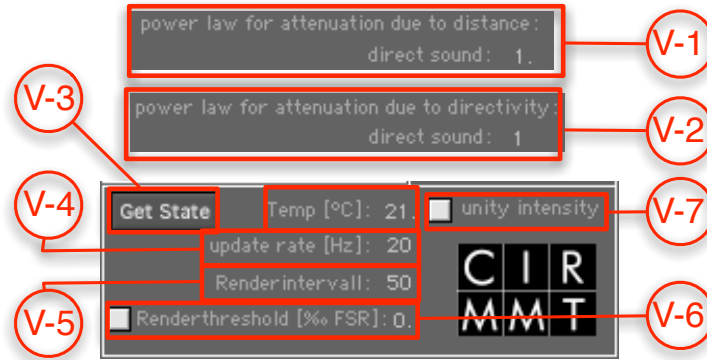 power law for attenuation due to distance:
direct sound: 1.
V-1
power law for attenuation due to directivity:
direct sound: 1
V-2
V-3
V-4
Get State
Temp [°C]: 21.
unity intensity
V-7
update rate [Hz]: 20
Renderintervall: 50
V-5
Renderthreshold [‰ FSR]: 0.
V-6
CIR
MMT